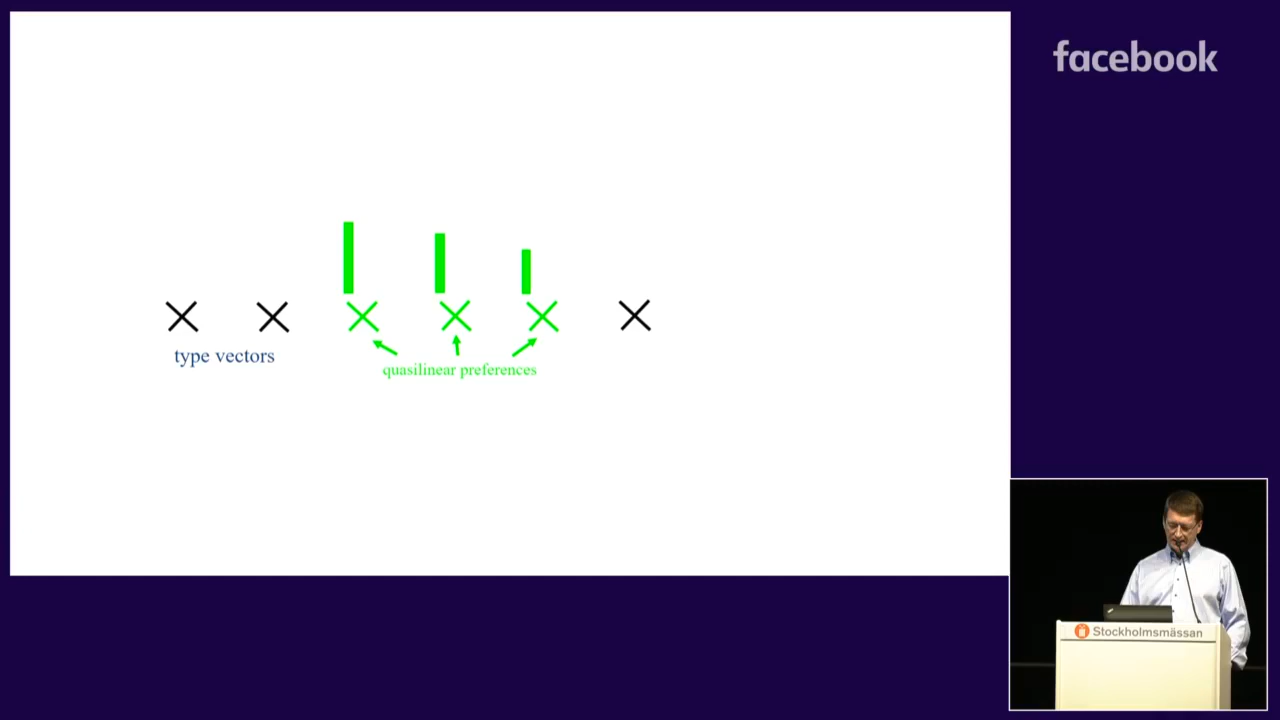 facebook
type vectors
quasilinear preferences
Stockholmsmässan